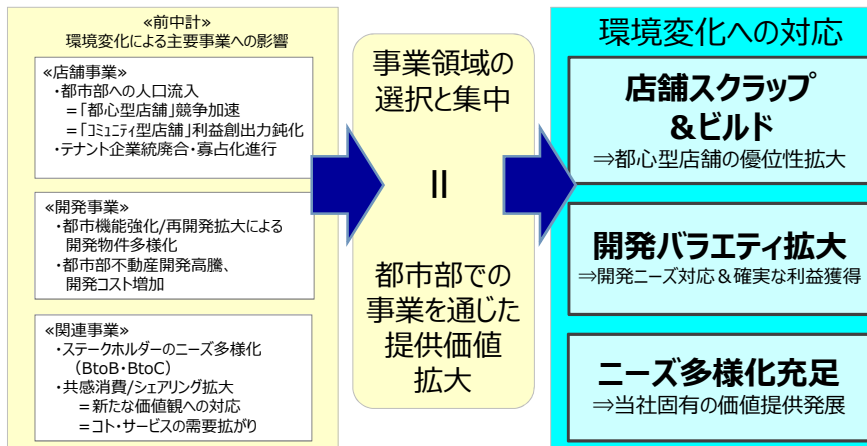 ≪前中計≫
環境変化による主要事業への影響
≪店舗事業≫
・都市部への人口流入
＝「都心型店舗」競争加速
＝「コミュニティ型店舗」利益創出力鈍化
・テナント企業統廃合・寡占化進行
≪開発事業≫
・都市機能強化/再開発拡大による
開発物件多様化
・都市部不動産開発高騰、
開発コスト増加
≪関連事業≫
・ステークホルダーのニーズ多様化
（BtoB・BtoC）
・共感消費/シェアリング拡大
＝新たな価値観への対応
＝コト・サービスの需要拡がり
事業領域の
選択と集中
＝
都市部での
事業を通じた
提供価値
拡大
環境変化への対応
店舗スクラップ
＆ビルド
⇒都心型店舗の優位性拡大
開発バラエティ拡大
⇒開発ニーズ対応＆確実な利益獲得
ニーズ多様化充足
⇒当社固有の価値提供発展